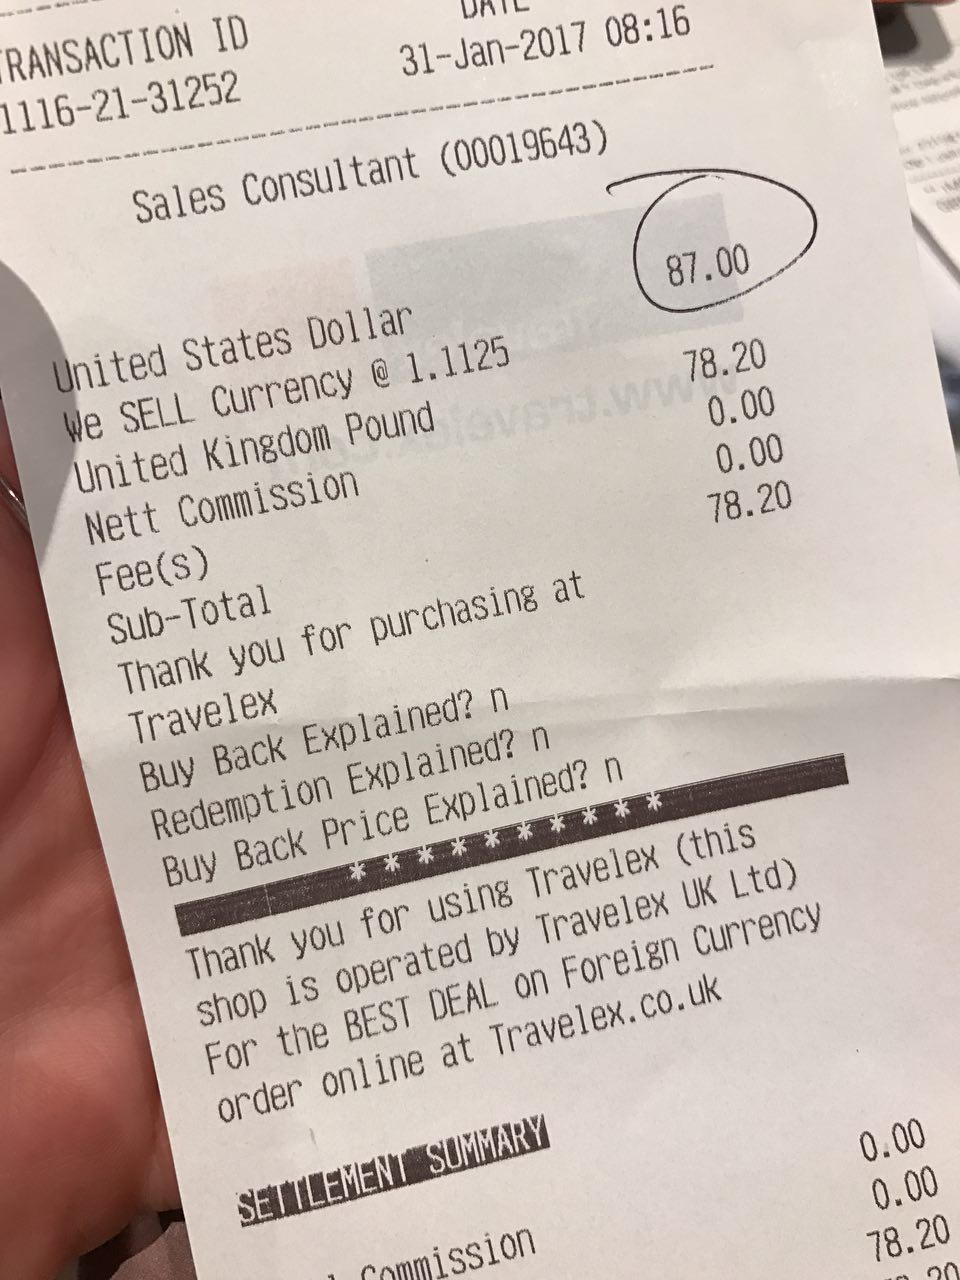 TRANSACTION ID DATE
1116-21-31252 31-Jan-2017 08:16
Sales Consultant (00019643)
United States Dollar 87.00
We SELL Currency @ 1.1125
United Kingdom Pound 78.20
Nett Commission 0.00
Fee(s) 0.00
Sub-Total 78.20
Thank you for purchasing at
Travelex
Buy Back Explained? n
Redemption Explained? n
Buy Back Price Explained? n
* * * * * * * * * *
Thank you for using Travelex (this
shop is operated by Travelex UK Ltd)
For the BEST DEAL on Foreign Currency
order online at Travelex.co.uk
SETTLEMENT SUMMARY
0.00
Commission 0.00
78.20